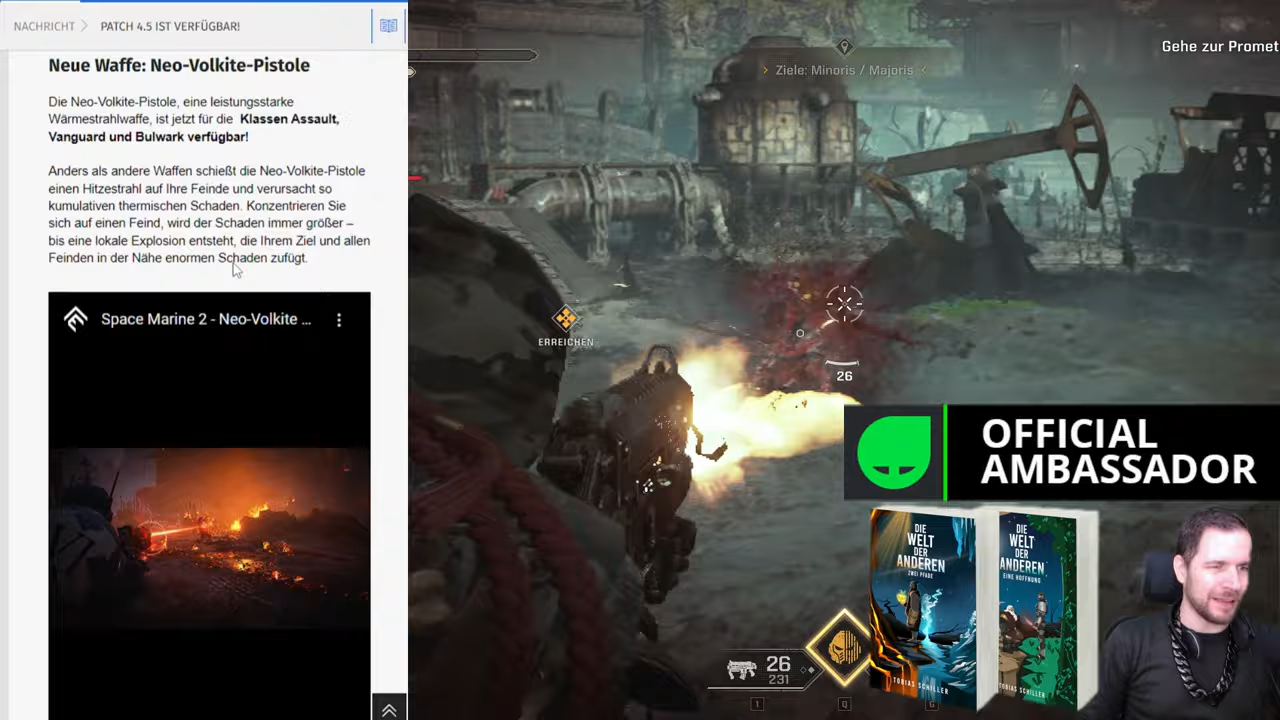 NACHRICHT
PATCH 4.5 IST VERFÜGBAR!
Neue Waffe: Neo-Volkite-Pistole
Die Neo-Volkite-Pistole, eine leistungsstarke
Wärmestrahlwaffe, ist jetzt für die Klassen Assault,
Vanguard und Bulwark verfügbar!
Anders als andere Waffen schießt die Neo-Volkite-Pistole
einen Hitzestrahl auf Ihre Feinde und verursacht so
kumulativen thermischen Schaden. Konzentrieren Sie
sich auf einen Feind, wird der Schaden immer größer –
bis eine lokale Explosion entsteht, die Ihrem Ziel und allen
Feinden in der Nähe enormen Schaden zufügt.
Space Marine 2 - Neo-Volkite ...
Ziele: Minoris / Majoris
Gehe zur Promet
ERREICHEN
26
OFFICIAL
AMBASSADOR
DIE
WELT
DER
ANDEREN
ZWEI PFADE
TOBIAS SCHILLER
DIE
WELT
DER
ANDEREN
EINE HOFFNUNG
TOBIAS SCHILLER
26
231
1
Q
G